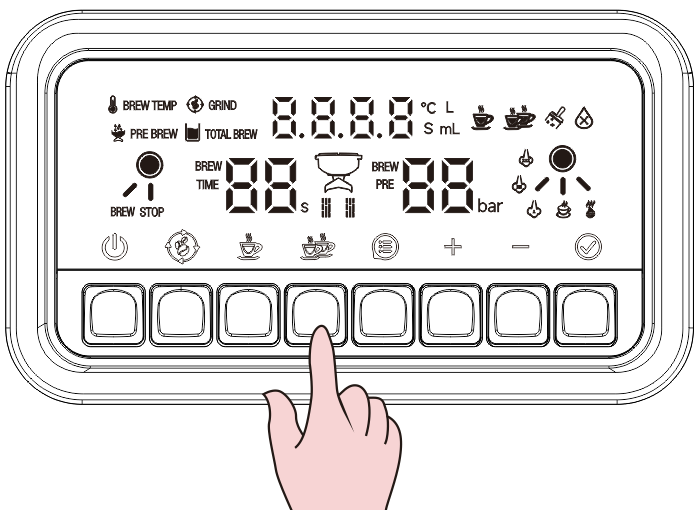 BREW TEMP GRIND 8.8.8.8 °C L
PRE BREW TOTAL BREW S mL
BREW TIME 88 s
BREW PRE 88 bar
BREW STOP